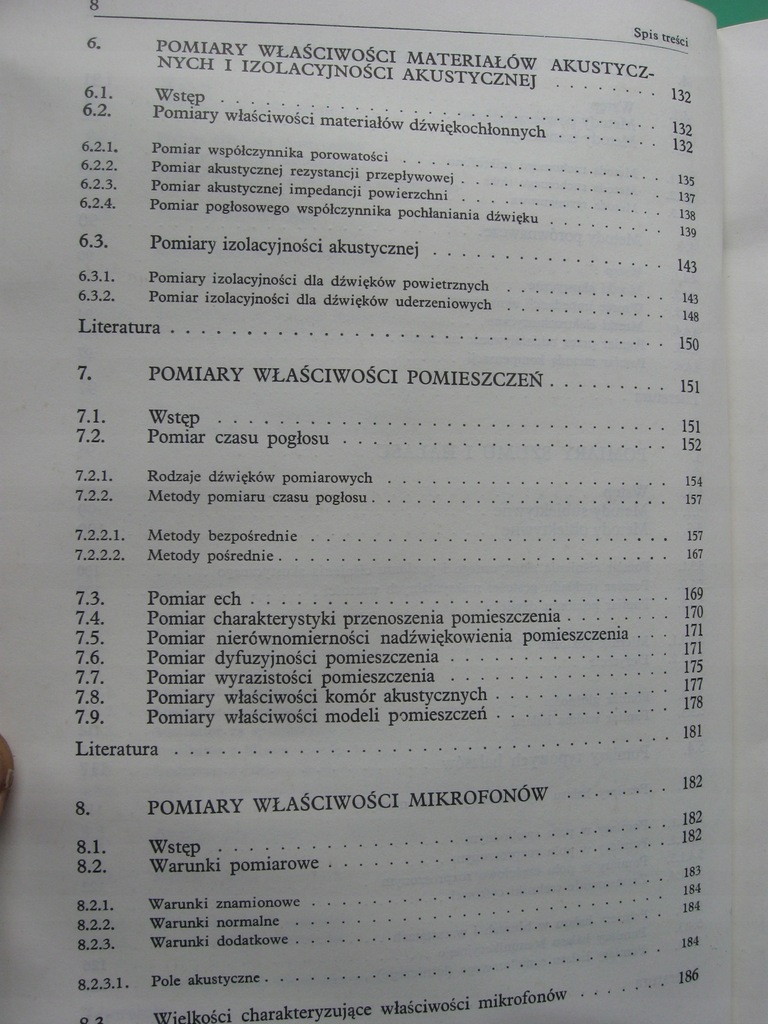 8
Spis treści
6. POMIARY WŁAŚCIWOŚCI MATERIAŁÓW AKUSTYCZ-
NYCH I IZOLACYJNOŚCI AKUSTYCZNEJ . . . . . . . 132
6.1. Wstęp . . . . . . . . . . . . . . . . . . . . . . . 132
6.2. Pomiary właściwości materiałów dźwiękochłonnych . . . . . . 132
6.2.1. Pomiar współczynnika porowatości . . . . . . . . . . . . . . 135
6.2.2. Pomiar akustycznej rezystancji przepływowej . . . . . . . . . . 137
6.2.3. Pomiar akustycznej impedancji powierzchni . . . . . . . . . . 138
6.2.4. Pomiar pogłosowego współczynnika pochłaniania dźwięku . . . . . . 139
6.3. Pomiary izolacyjności akustycznej . . . . . . . . . . . . 143
6.3.1. Pomiary izolacyjności dla dźwięków powietrznych . . . . . . . . 143
6.3.2. Pomiar izolacyjności dla dźwięków uderzeniowych . . . . . . . . 148
Literatura . . . . . . . . . . . . . . . . . . . . . . . . 150
7. POMIARY WŁAŚCIWOŚCI POMIESZCZEŃ . . . . . . . . 151
7.1. Wstęp . . . . . . . . . . . . . . . . . . . . . . . 151
7.2. Pomiar czasu pogłosu . . . . . . . . . . . . . . . . . 152
7.2.1. Rodzaje dźwięków pomiarowych . . . . . . . . . . . . . . . 154
7.2.2. Metody pomiaru czasu pogłosu . . . . . . . . . . . . . . . . 157
7.2.2.1. Metody bezpośrednie . . . . . . . . . . . . . . . . . . . 157
7.2.2.2. Metody pośrednie . . . . . . . . . . . . . . . . . . . . . 167
7.3. Pomiar ech . . . . . . . . . . . . . . . . . . . . . . 169
7.4. Pomiar charakterystyki przenoszenia pomieszczenia . . . . . . 170
7.5. Pomiar nierównomierności nadźwiękowienia pomieszczenia . . . 171
7.6. Pomiar dyfuzyjności pomieszczenia . . . . . . . . . . . . 171
7.7. Pomiar wyrazistości pomieszczenia . . . . . . . . . . . . 175
7.8. Pomiary właściwości komór akustycznych . . . . . . . . . . 177
7.9. Pomiary właściwości modeli pomieszczeń . . . . . . . . . . 178
Literatura . . . . . . . . . . . . . . . . . . . . . . . . 181
8. POMIARY WŁAŚCIWOŚCI MIKROFONÓW . . . . . . . 182
8.1. Wstęp . . . . . . . . . . . . . . . . . . . . . . . 182
8.2. Warunki pomiarowe . . . . . . . . . . . . . . . . . . 182
8.2.1. Warunki znamionowe . . . . . . . . . . . . . . . . . . . 183
8.2.2. Warunki normalne . . . . . . . . . . . . . . . . . . . . 184
8.2.3. Warunki dodatkowe . . . . . . . . . . . . . . . . . . . . 184
8.2.3.1. Pole akustyczne . . . . . . . . . . . . . . . . . . . . . 184
8.3. Wielkości charakteryzujące właściwości mikrofonów . . . . . . 186